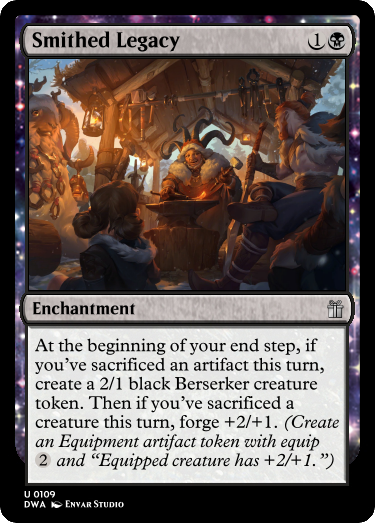 Smithed Legacy 1
Enchantment
At the beginning of your end step, if
you've sacrificed an artifact this turn,
create a 2/1 black Berserker creature
token. Then if you've sacrificed a
creature this turn, forge +2/+1. (Create
an Equipment artifact token with equip
2 and “Equipped creature has +2/+1.”)
U 0109
DWA Envar Studio